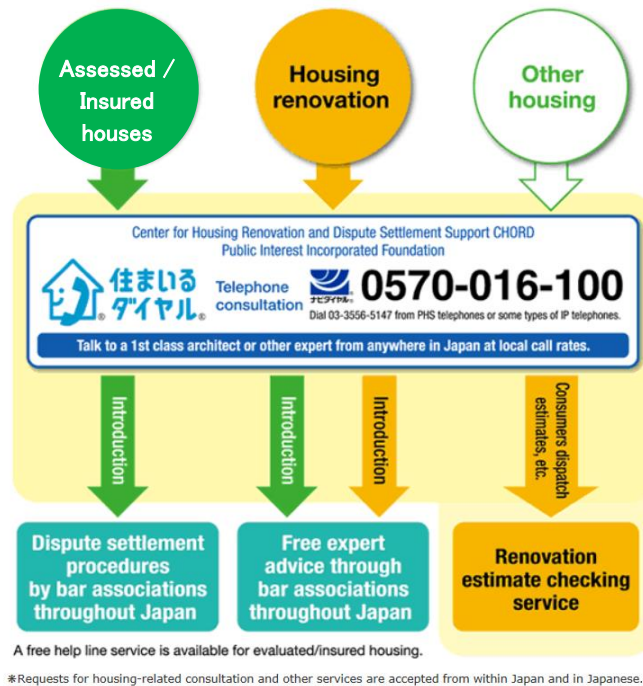 Assessed /
Insured
houses
Housing
renovation
Other
housing
Center for Housing Renovation and Dispute Settlement Support CHORD
Public Interest Incorporated Foundation
住まいる
ダイヤル®
Telephone
consultation
ナビダイヤル®
0570-016-100
Dial 03-3556-5147 from PHS telephones or some types of IP telephones.
Talk to a 1st class architect or other expert from anywhere in Japan at local call rates.
Introduction
Introduction
Introduction
Consumers dispatch
estimates, etc.
Dispute settlement
procedures
by bar associations
throughout Japan
Free expert
advice through
bar associations
throughout Japan
Renovation
estimate checking
service
A free help line service is available for evaluated/insured housing.
※Requests for housing-related consultation and other services are accepted from within Japan and in Japanese.